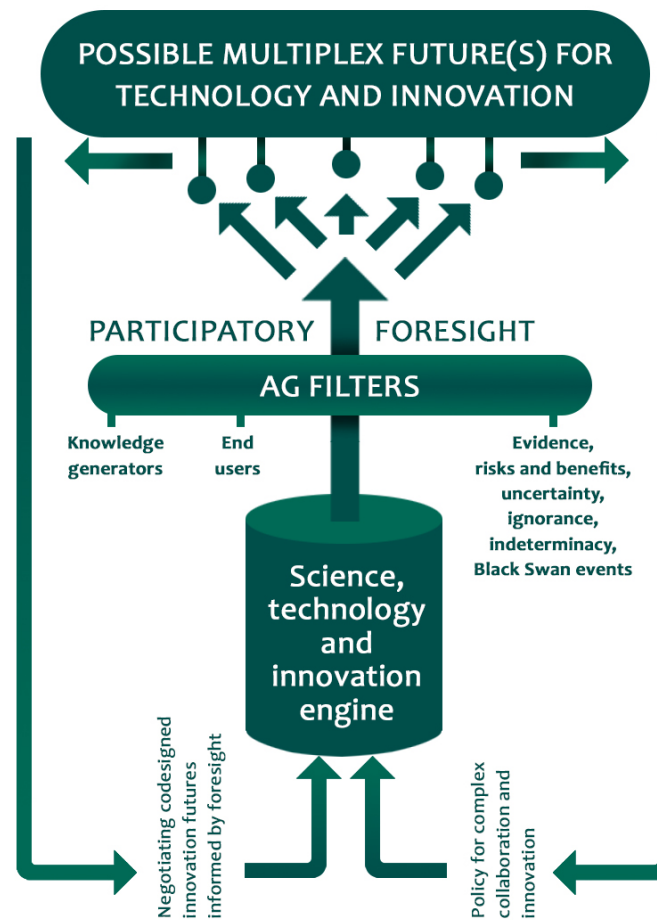 POSSIBLE MULTIPLEX FUTURE(S) FOR
TECHNOLOGY AND INNOVATION
PARTICIPATORY FORESIGHT
AG FILTERS
Knowledge
generators
End
users
Evidence,
risks and benefits,
uncertainty,
ignorance,
indeterminacy,
Black Swan events
Science,
technology
and
innovation
engine
Negotiating codesigned
innovation futures
informed by foresight
Policy for complex
collaboration and
innovation